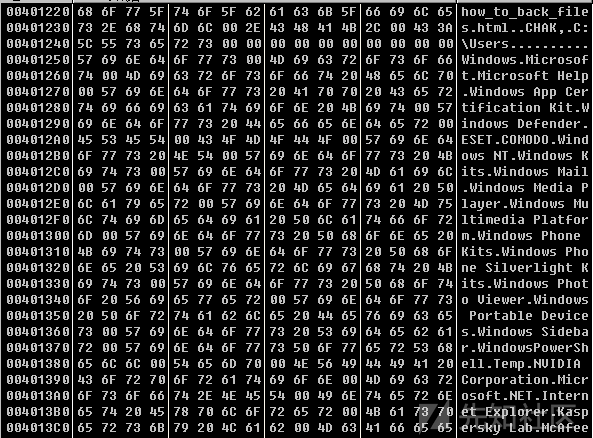 00401220 68 6F 77 5F 74 6F 5F 62 61 63 6B 5F 66 69 6C 65 how_to_back_file
00401230 73 2E 68 74 6D 6C 00 2E 43 48 41 4B 2C 00 43 3A s.html..CHAK,.C:
00401240 5C 55 73 65 72 73 00 00 00 00 00 00 00 00 00 00 \Users..........
00401250 57 69 6E 64 6F 77 73 00 4D 69 63 72 6F 73 6F 66 Windows.Microsof
00401260 74 00 4D 69 63 72 6F 73 6F 66 74 20 48 65 6C 70 t.Microsoft Help
00401270 00 57 69 6E 64 6F 77 73 20 41 70 70 20 43 65 72 .Windows App Cer
00401280 74 69 66 69 63 61 74 69 6F 6E 20 4B 69 74 00 57 tification Kit.W
00401290 69 6E 64 6F 77 73 20 44 65 66 65 6E 64 65 72 00 indows Defender.
004012A0 45 53 45 54 00 43 4F 4D 4F 44 4F 00 57 69 6E 64 ESET.COMODO.Wind
004012B0 6F 77 73 20 4E 54 00 57 69 6E 64 6F 77 73 20 4B ows NT.Windows K
004012C0 69 74 73 00 57 69 6E 64 6F 77 73 20 4D 61 69 6C its.Windows Mail
004012D0 00 57 69 6E 64 6F 77 73 20 4D 65 64 69 61 20 50 .Windows Media P
004012E0 6C 61 79 65 72 00 57 69 6E 64 6F 77 73 20 4D 75 layer.Windows Mu
004012F0 6C 74 69 6D 65 64 69 61 20 50 6C 61 74 66 6F 72 ltimedia Platfor
00401300 6D 00 57 69 6E 64 6F 77 73 20 50 68 6F 6E 65 20 m.Windows Phone 
00401310 4B 69 74 73 00 57 69 6E 64 6F 77 73 20 50 68 6F Kits.Windows Pho
00401320 6E 65 20 53 69 6C 76 65 72 6C 69 67 68 74 20 4B ne Silverlight K
00401330 69 74 73 00 57 69 6E 64 6F 77 73 20 50 68 6F 74 its.Windows Phot
00401340 6F 20 56 69 65 77 65 72 00 57 69 6E 64 6F 77 73 o Viewer.Windows
00401350 20 50 6F 72 74 61 62 6C 65 20 44 65 76 69 63 65 Portable Device
00401360 73 00 57 69 6E 64 6F 77 73 20 53 69 64 65 62 61 s.Windows Sideba
00401370 72 00 57 69 6E 64 6F 77 73 50 6F 77 65 72 53 68 r.WindowsPowerSh
00401380 65 6C 6C 00 54 65 6D 70 00 4E 56 49 44 49 41 20 ell.Temp.NVIDIA 
00401390 43 6F 72 70 6F 72 61 74 69 6F 6E 00 4D 69 63 72 Corporation.Micr
004013A0 6F 73 6F 66 74 2E 4E 45 54 00 49 6E 74 65 72 6E osoft.NET.Intern
004013B0 65 74 20 45 78 70 6C 6F 72 65 72 00 4B 61 73 70 et Explorer.Kasp
004013C0 65 72 73 6B 79 20 4C 61 62 00 4D 63 41 66 65 65 ersky Lab.McAfee
先知社区